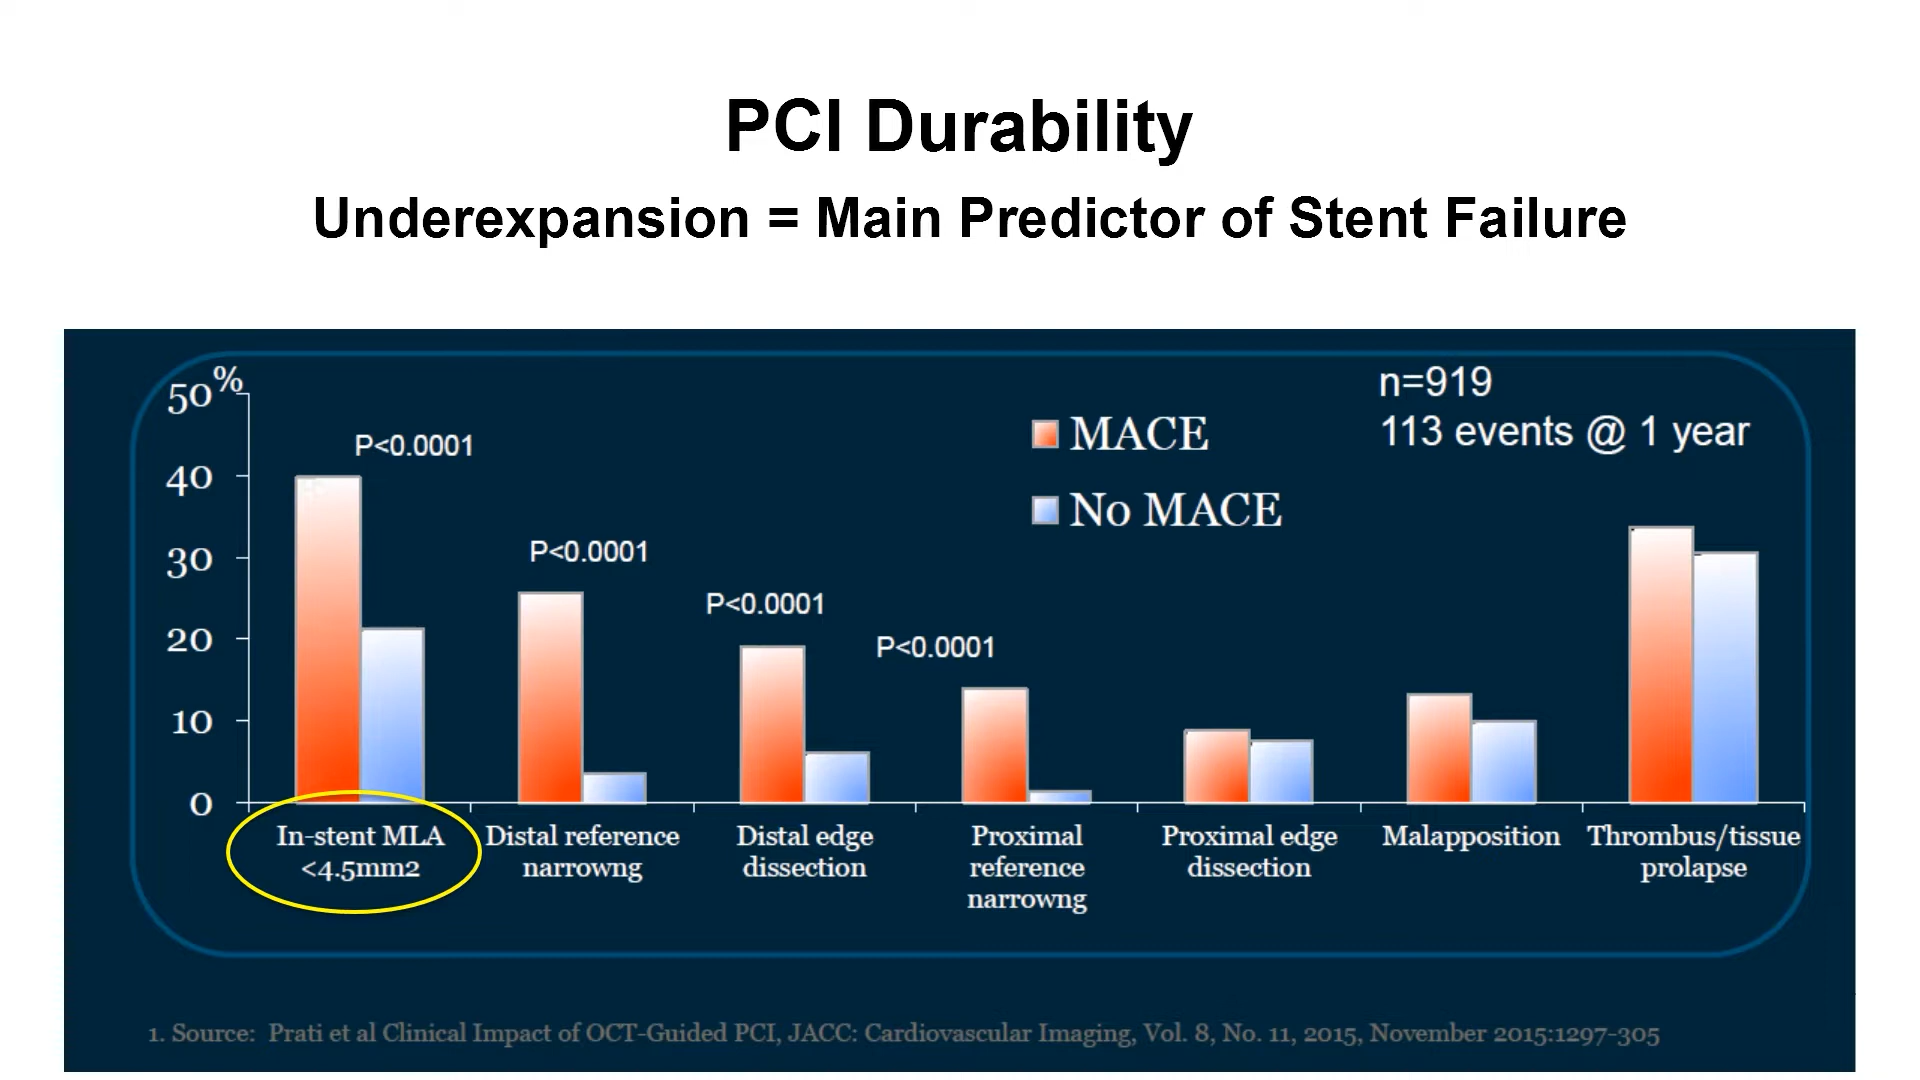 PCI Durability
Underexpansion = Main Predictor of Stent Failure
%
50
40
30
20
10
0
P<0.0001
P<0.0001
P<0.0001
P<0.0001
MACE
No MACE
n=919
113 events @ 1 year
In-stent MLA
<4.5mm2
Distal reference
narrowng
Distal edge
dissection
Proximal
reference
narrowng
Proximal edge
dissection
Malapposition
Thrombus/tissue
prolapse
1. Source: Prati et al Clinical Impact of OCT-Guided PCI, JACC: Cardiovascular Imaging, Vol. 8, No. 11, 2015, November 2015:1297-305